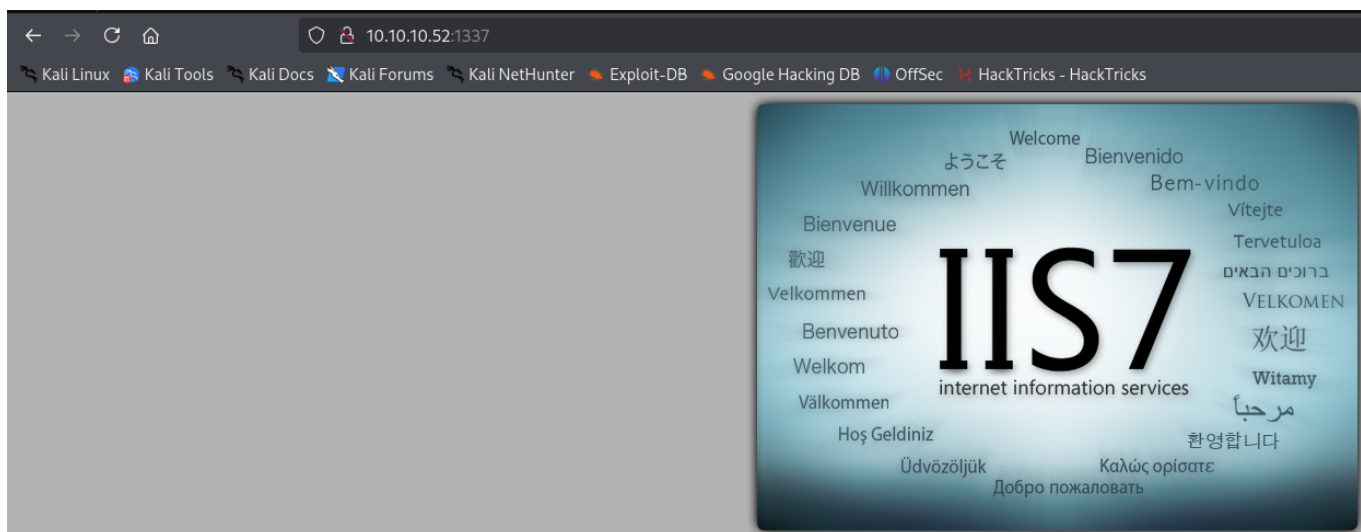 10.10.10.52:1337
Kali Linux Kali Tools Kali Docs Kali Forums Kali NetHunter Exploit-DB Google Hacking DB OffSec HackTricks - HackTricks
Welcome
ようこそ
Bienvenido
Willkommen
Bem-vindo
Bienvenue
Vítejte
歡迎
Tervetuloa
ברוכים הבאים
Velkommen
VELKOMEN
Benvenuto
欢迎
IIS7
Welkom
internet information services
Witamy
Välkommen
مرحباً
Hoş Geldiniz
환영합니다
Üdvözöljük
Καλώς ορίσατε
Добро пожаловать